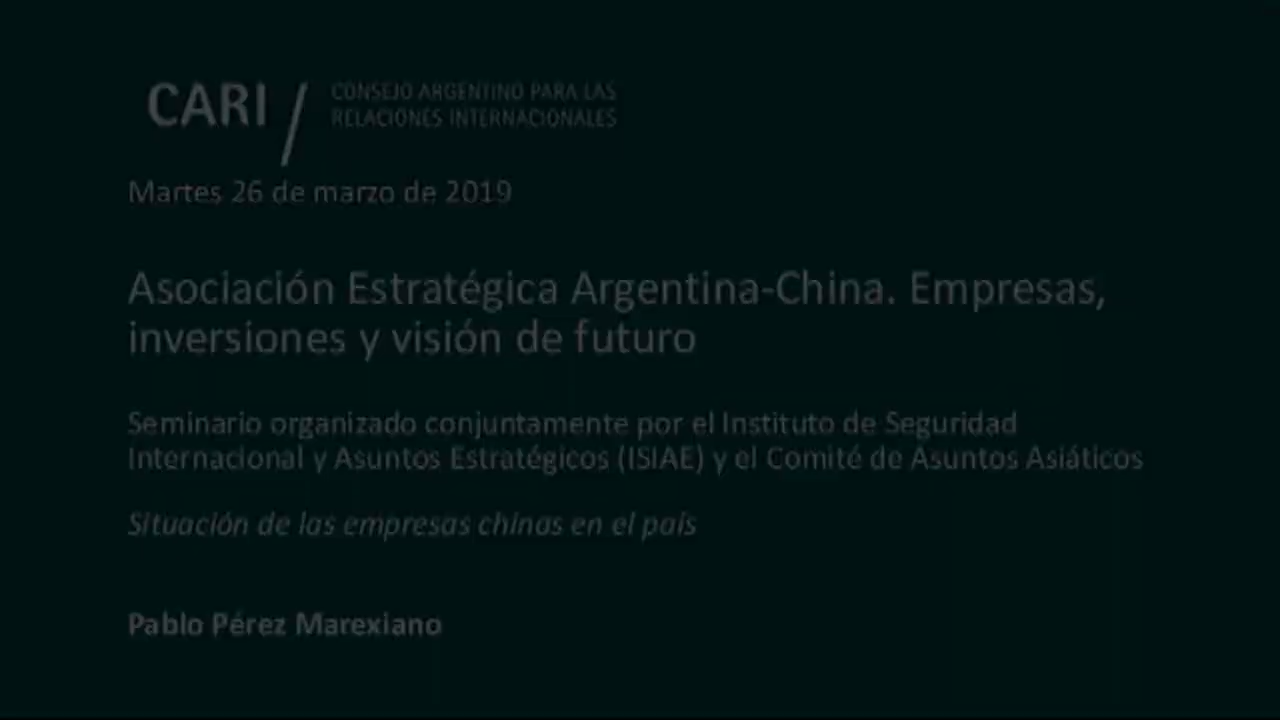 CARI
CONSEJO ARGENTINO PARA LAS
RELACIONES INTERNACIONALES
Martes 26 de marzo de 2019
Asociación Estratégica Argentina-China. Empresas,
inversiones y visión de futuro
Seminario organizado conjuntamente por el Instituto de Seguridad
Internacional y Asuntos Estratégicos (ISIAE) y el Comité de Asuntos Asiáticos
Situación de las empresas chinas en el país
Pablo Pérez Marexiano